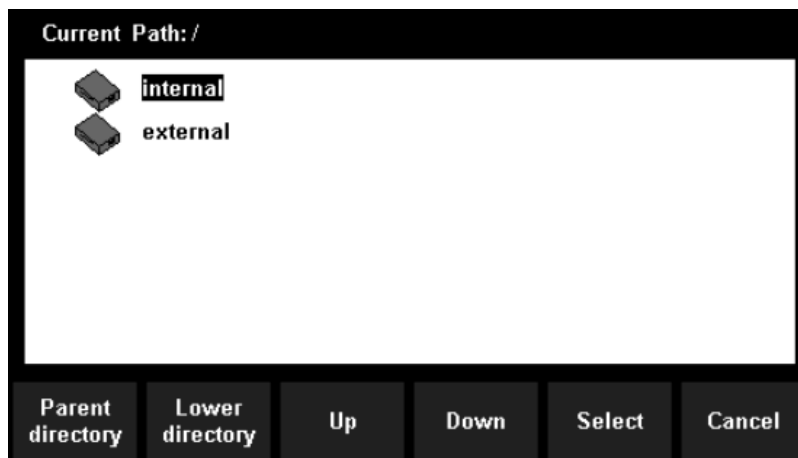 Current Path: /
internal
external
Parent directory
Lower directory
Up
Down
Select
Cancel